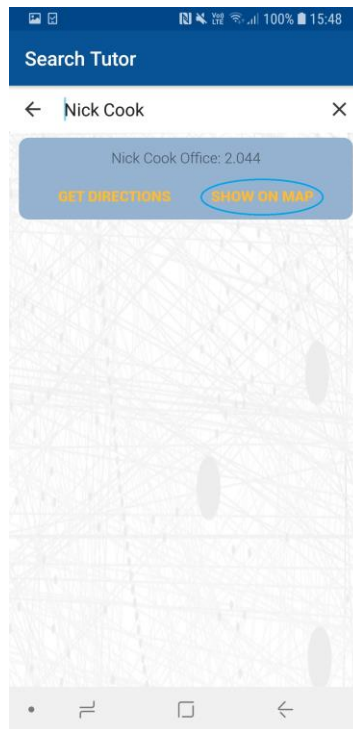 100% 15:48
Search Tutor
Nick Cook
Nick Cook Office: 2.044
GET DIRECTIONS SHOW ON MAP